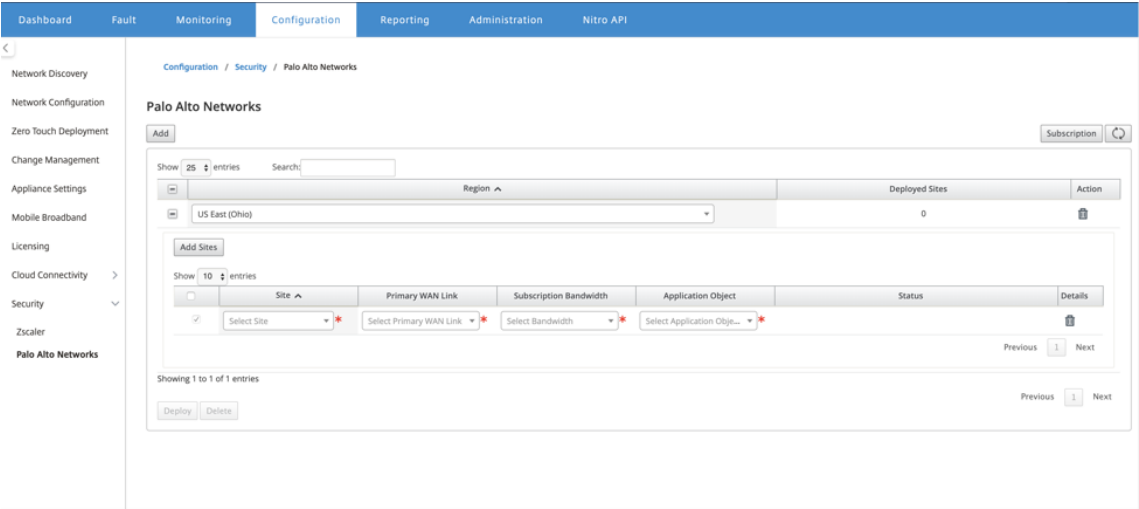 Dashboard Fault Monitoring Configuration Reporting Administration Nitro API
Network Discovery
Network Configuration
Zero Touch Deployment
Change Management
Appliance Settings
Mobile Broadband
Licensing
Cloud Connectivity
Security
Zscaler
Palo Alto Networks
Configuration / Security / Palo Alto Networks
Palo Alto Networks
Add Subscription
Show 25 entries Search:
Region Deployed Sites Action
US East (Ohio) 0
Add Sites
Show 10 entries
Site Primary WAN Link Subscription Bandwidth Application Object Status Details
Select Site * Select Primary WAN Link * Select Bandwidth * Select Application Obje... *
Previous 1 Next
Showing 1 to 1 of 1 entries
Previous 1 Next
Deploy Delete